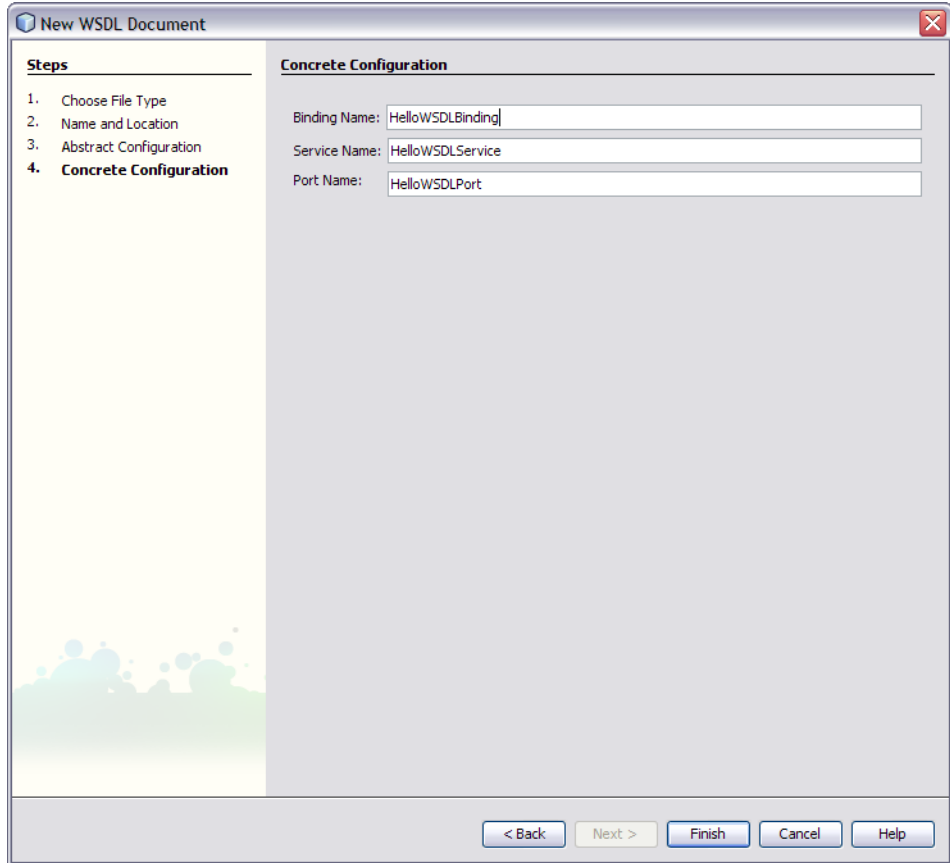 New WSDL Document
Steps
1. Choose File Type
2. Name and Location
3. Abstract Configuration
4. Concrete Configuration
Concrete Configuration
Binding Name: HelloWSDLBinding
Service Name: HelloWSDLService
Port Name: HelloWSDLPort
< Back Next > Finish Cancel Help